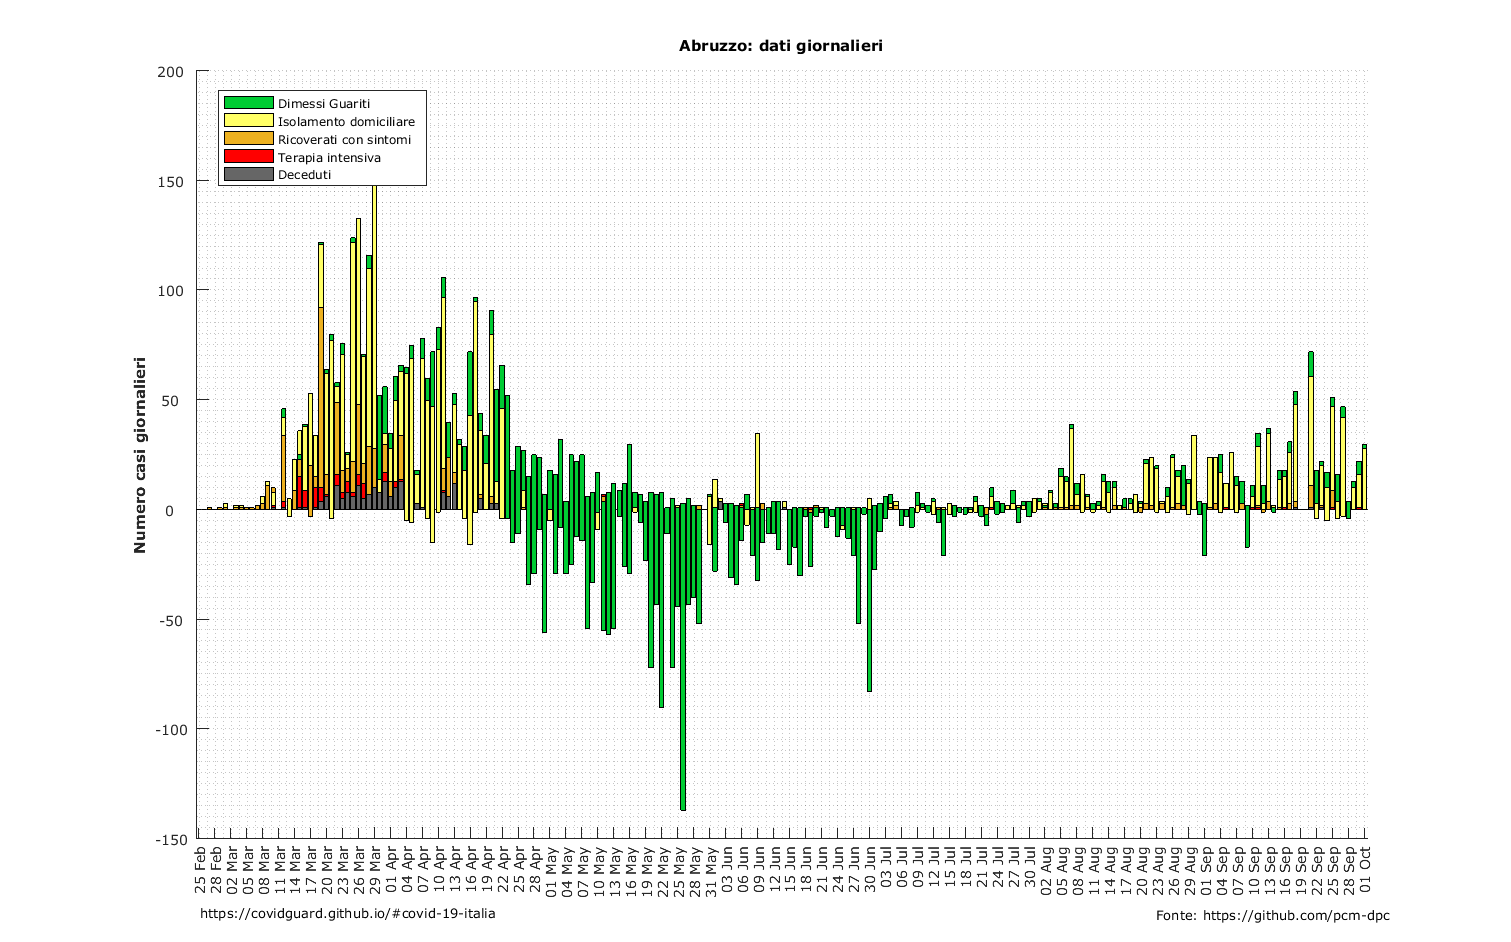 Abruzzo: dati giornalieri
200
150
100
50
0
-50
-100
-150
Numero casi giornalieri
Dimessi Guariti
Isolamento domiciliare
Ricoverati con sintomi
Terapia intensiva
Deceduti
25 Feb
28 Feb
02 Mar
05 Mar
08 Mar
11 Mar
14 Mar
17 Mar
20 Mar
23 Mar
26 Mar
29 Mar
01 Apr
04 Apr
07 Apr
10 Apr
13 Apr
16 Apr
19 Apr
22 Apr
25 Apr
28 Apr
01 May
04 May
07 May
10 May
13 May
16 May
19 May
22 May
25 May
28 May
31 May
03 Jun
06 Jun
09 Jun
12 Jun
15 Jun
18 Jun
21 Jun
24 Jun
27 Jun
30 Jun
03 Jul
06 Jul
09 Jul
12 Jul
15 Jul
18 Jul
21 Jul
24 Jul
27 Jul
30 Jul
02 Aug
05 Aug
08 Aug
11 Aug
14 Aug
17 Aug
20 Aug
23 Aug
26 Aug
29 Aug
01 Sep
04 Sep
07 Sep
10 Sep
13 Sep
16 Sep
19 Sep
22 Sep
25 Sep
28 Sep
01 Oct
https://covidguard.github.io/#covid-19-italia
Fonte: https://github.com/pcm-dpc